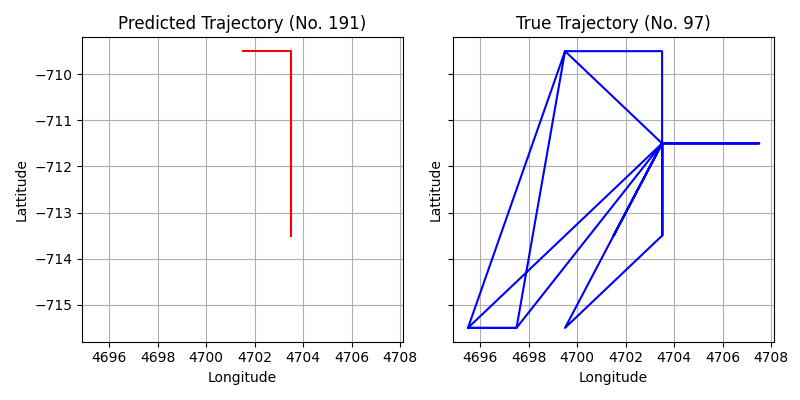 Predicted Trajectory (No. 191)
True Trajectory (No. 97)
−710
−711
−712
−713
−714
−715
Lattitude
Lattitude
4696 4698 4700 4702 4704 4706 4708
4696 4698 4700 4702 4704 4706 4708
Longitude
Longitude